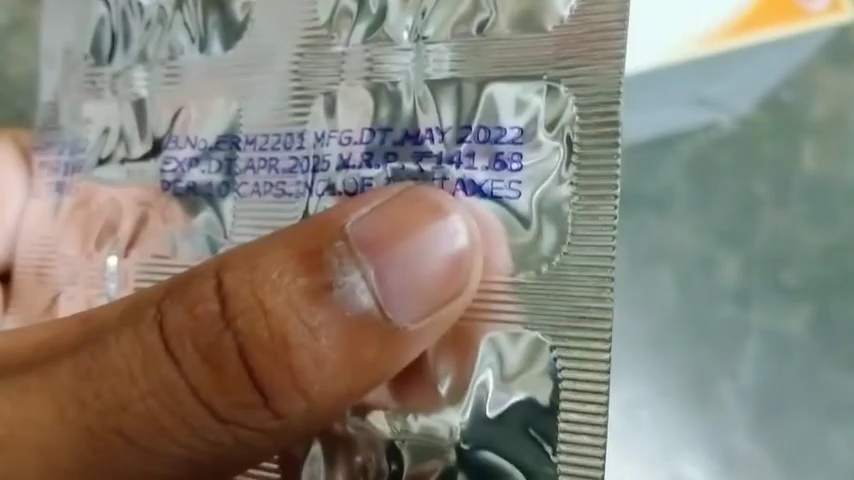 B.No.ERM2201 MFG.DT.MAY 2022
EXP.DT.APR.2025 M.R.P.₹141.68
PER 10 CAPS.INCL.OF TAXES